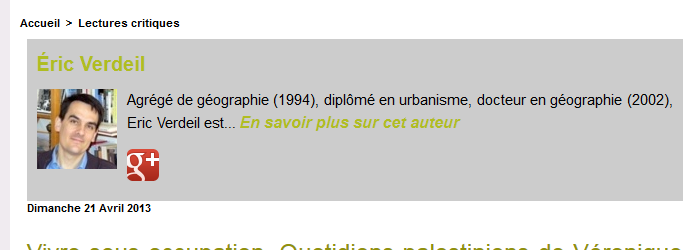 Accueil > Lectures critiques
Éric Verdeil
Agrégé de géographie (1994), diplômé en urbanisme, docteur en géographie (2002),
Eric Verdeil est... En savoir plus sur cet auteur
g+
Dimanche 21 Avril 2013
Vivre sous occupation. Quotidiens palestiniens de Véronique